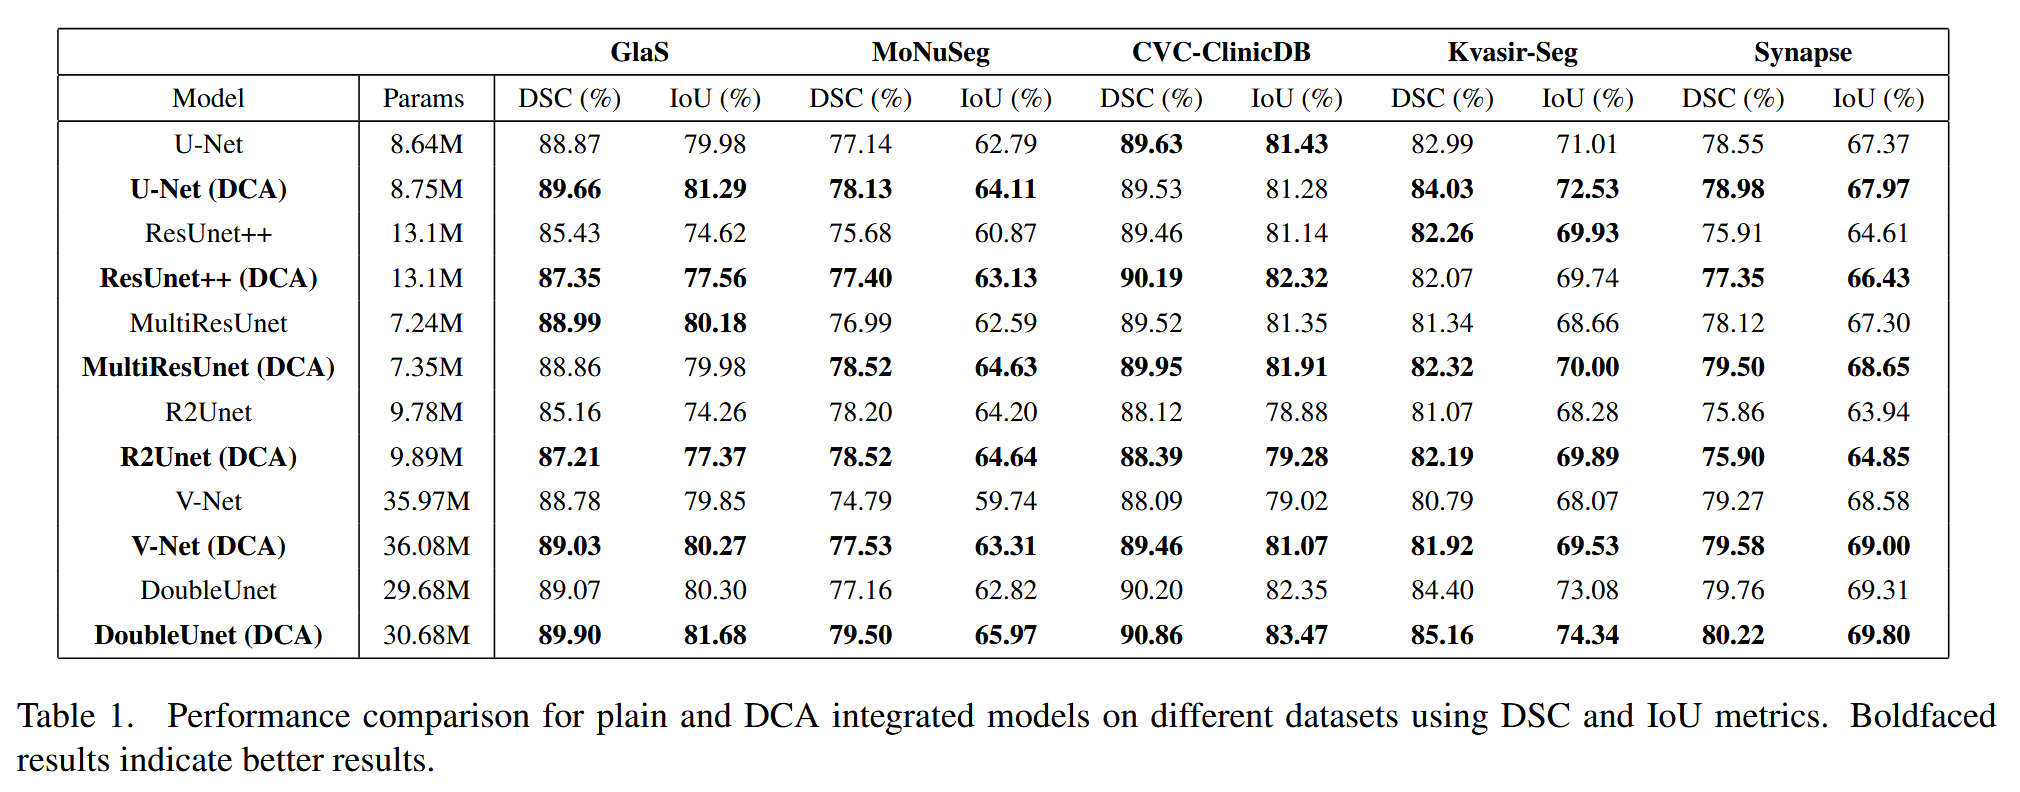 GlaS MoNuSeg CVC-ClinicDB Kvasir-Seg Synapse
Model Params DSC (%) IoU (%) DSC (%) IoU (%) DSC (%) IoU (%) DSC (%) IoU (%) DSC (%) IoU (%)
U-Net 8.64M 88.87 79.98 77.14 62.79 89.63 81.43 82.99 71.01 78.55 67.37
U-Net (DCA) 8.75M 89.66 81.29 78.13 64.11 89.53 81.28 84.03 72.53 78.98 67.97
ResUnet++ 13.1M 85.43 74.62 75.68 60.87 89.46 81.14 82.26 69.93 75.91 64.61
ResUnet++ (DCA) 13.1M 87.35 77.56 77.40 63.13 90.19 82.32 82.07 69.74 77.35 66.43
MultiResUnet 7.24M 88.99 80.18 76.99 62.59 89.52 81.35 81.34 68.66 78.12 67.30
MultiResUnet (DCA) 7.35M 88.86 79.98 78.52 64.63 89.95 81.91 82.32 70.00 79.50 68.65
R2Unet 9.78M 85.16 74.26 78.20 64.20 88.12 78.88 81.07 68.28 75.86 63.94
R2Unet (DCA) 9.89M 87.21 77.37 78.52 64.64 88.39 79.28 82.19 69.89 75.90 64.85
V-Net 35.97M 88.78 79.85 74.79 59.74 88.09 79.02 80.79 68.07 79.27 68.58
V-Net (DCA) 36.08M 89.03 80.27 77.53 63.31 89.46 81.07 81.92 69.53 79.58 69.00
DoubleUnet 29.68M 89.07 80.30 77.16 62.82 90.20 82.35 84.40 73.08 79.76 69.31
DoubleUnet (DCA) 30.68M 89.90 81.68 79.50 65.97 90.86 83.47 85.16 74.34 80.22 69.80
Table 1. Performance comparison for plain and DCA integrated models on different datasets using DSC and IoU metrics. Boldfaced
results indicate better results.